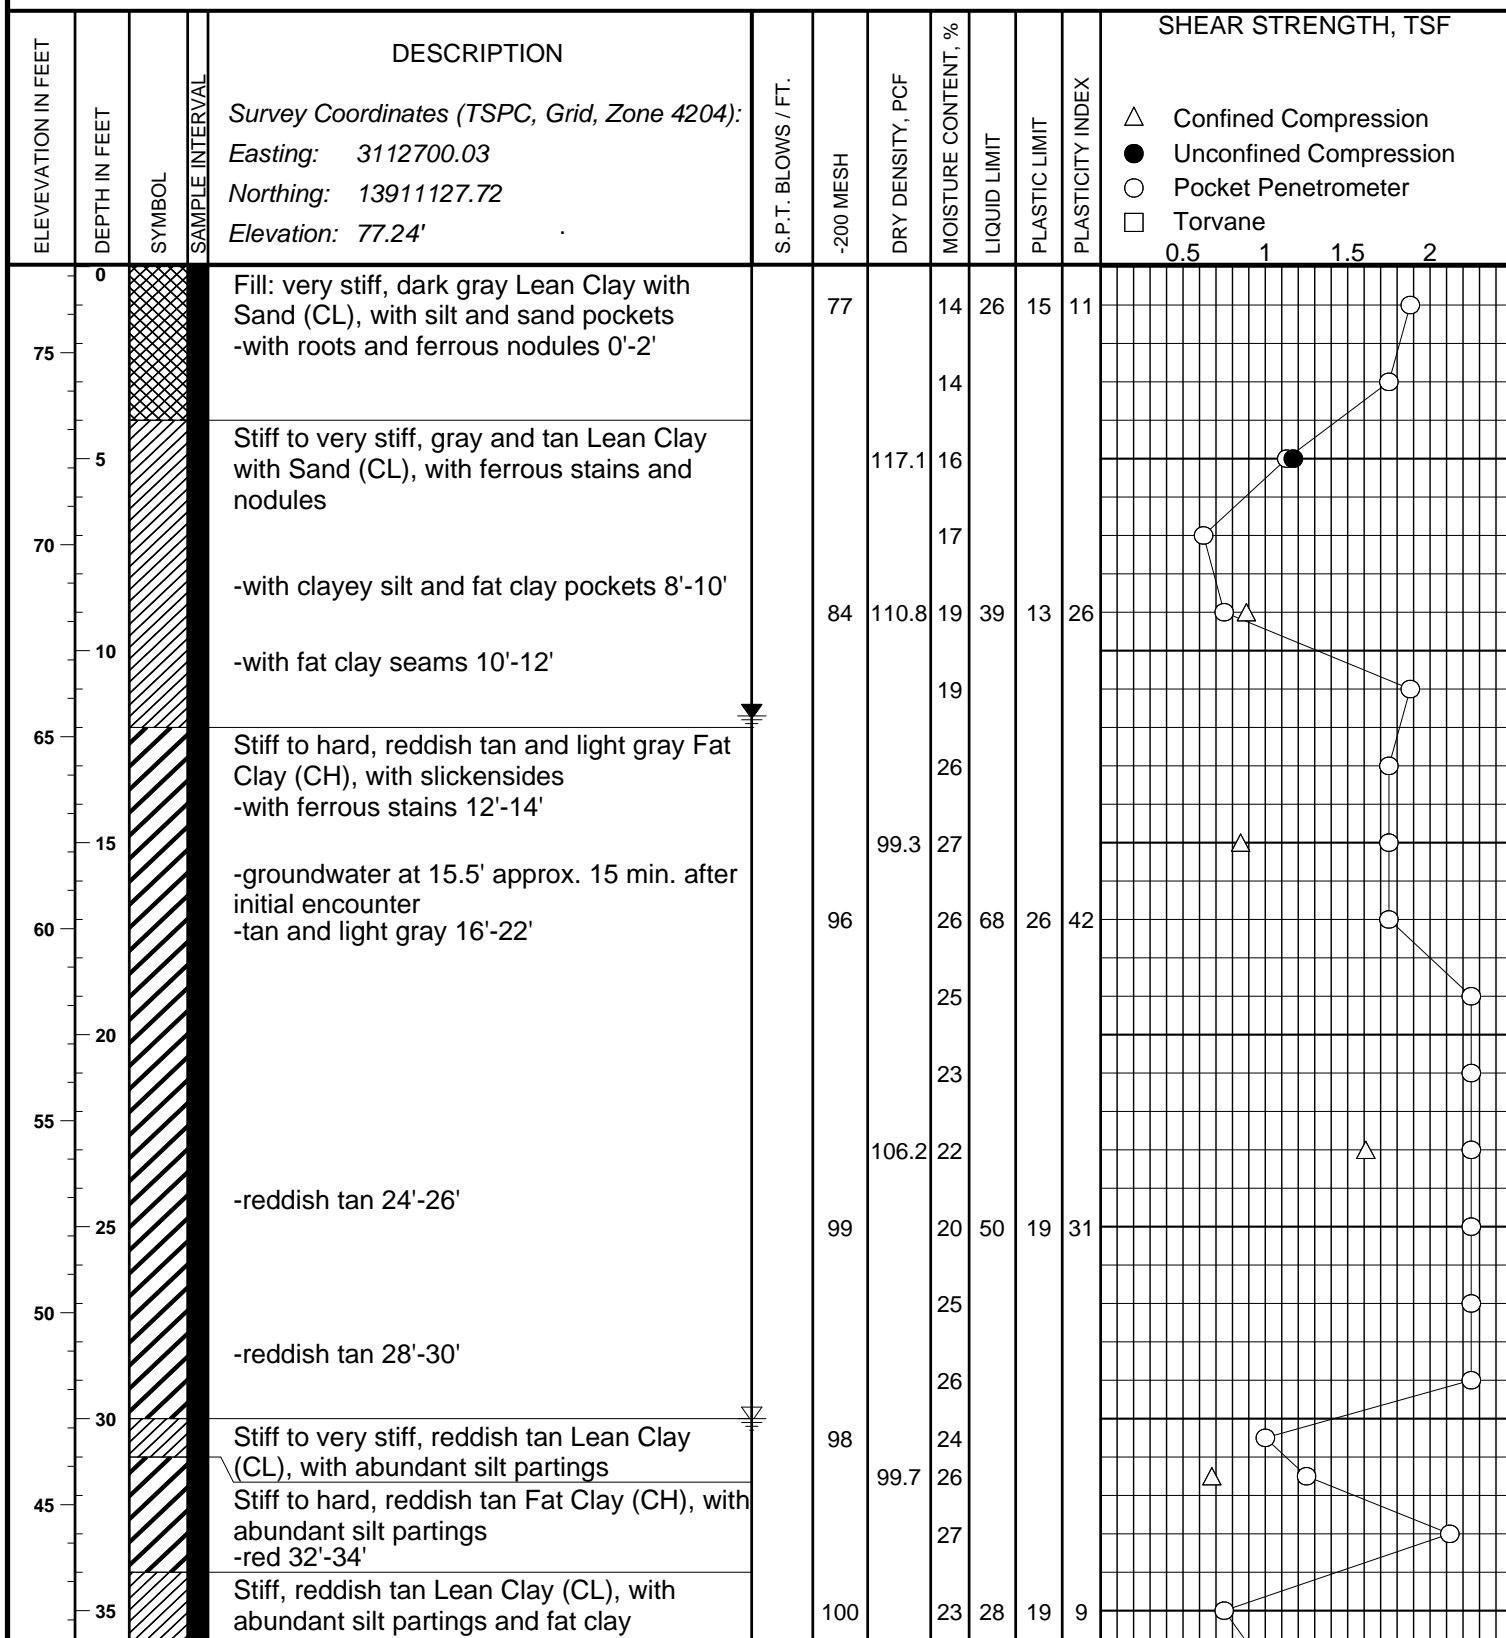 ELEVEVATION IN FEET
DEPTH IN FEET
SYMBOL
SAMPLE INTERVAL
DESCRIPTION
Survey Coordinates (TSPC, Grid, Zone 4204):
Easting: 3112700.03
Northing: 13911127.72
Elevation: 77.24' .
S.P.T. BLOWS / FT.
-200 MESH
DRY DENSITY, PCF
MOISTURE CONTENT, %
LIQUID LIMIT
PLASTIC LIMIT
PLASTICITY INDEX
SHEAR STRENGTH, TSF
Confined Compression
Unconfined Compression
Pocket Penetrometer
Torvane
0.5 1 1.5 2
0
Fill: very stiff, dark gray Lean Clay with
Sand (CL), with silt and sand pockets
77 14 26 15 11
-with roots and ferrous nodules 0'-2'
75
14
Stiff to very stiff, gray and tan Lean Clay
with Sand (CL), with ferrous stains and
nodules
5 117.1 16
70 17
-with clayey silt and fat clay pockets 8'-10'
84 110.8 19 39 13 26
10
-with fat clay seams 10'-12'
19
65
Stiff to hard, reddish tan and light gray Fat
Clay (CH), with slickensides
26
-with ferrous stains 12'-14'
15 99.3 27
-groundwater at 15.5' approx. 15 min. after
initial encounter
-tan and light gray 16'-22'
60 96 26 68 26 42
25
20
23
55
106.2 22
-reddish tan 24'-26'
25 99 20 50 19 31
50 25
-reddish tan 28'-30'
26
30
Stiff to very stiff, reddish tan Lean Clay
(CL), with abundant silt partings
98 24
99.7 26
45
Stiff to hard, reddish tan Fat Clay (CH), with
abundant silt partings
-red 32'-34'
27
Stiff, reddish tan Lean Clay (CL), with
abundant silt partings and fat clay
35 100 23 28 19 9